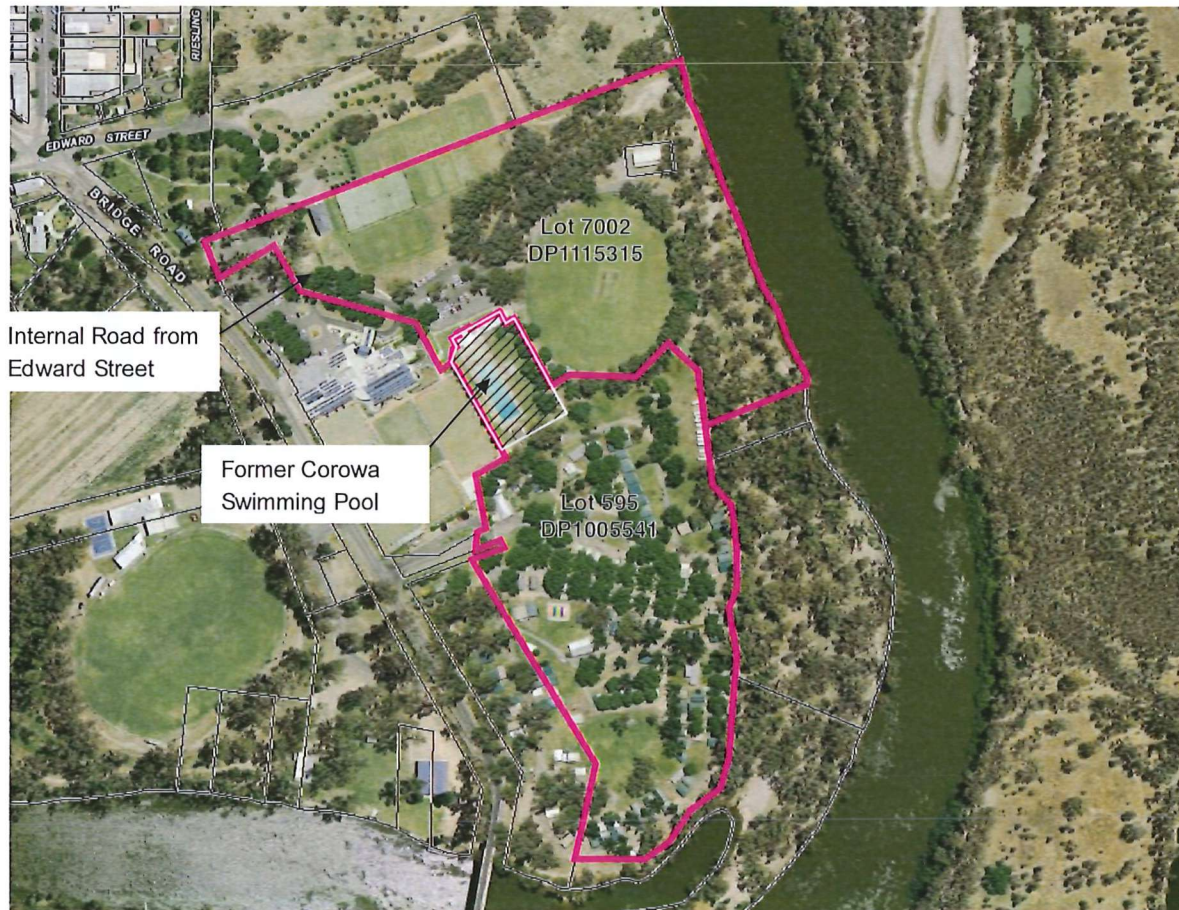 RIESLING
EDWARD STREET
BRIDGE ROAD
Lot 7002
DP1115315
Internal Road from
Edward Street
Former Corowa
Swimming Pool
Lot 595
DP1005541